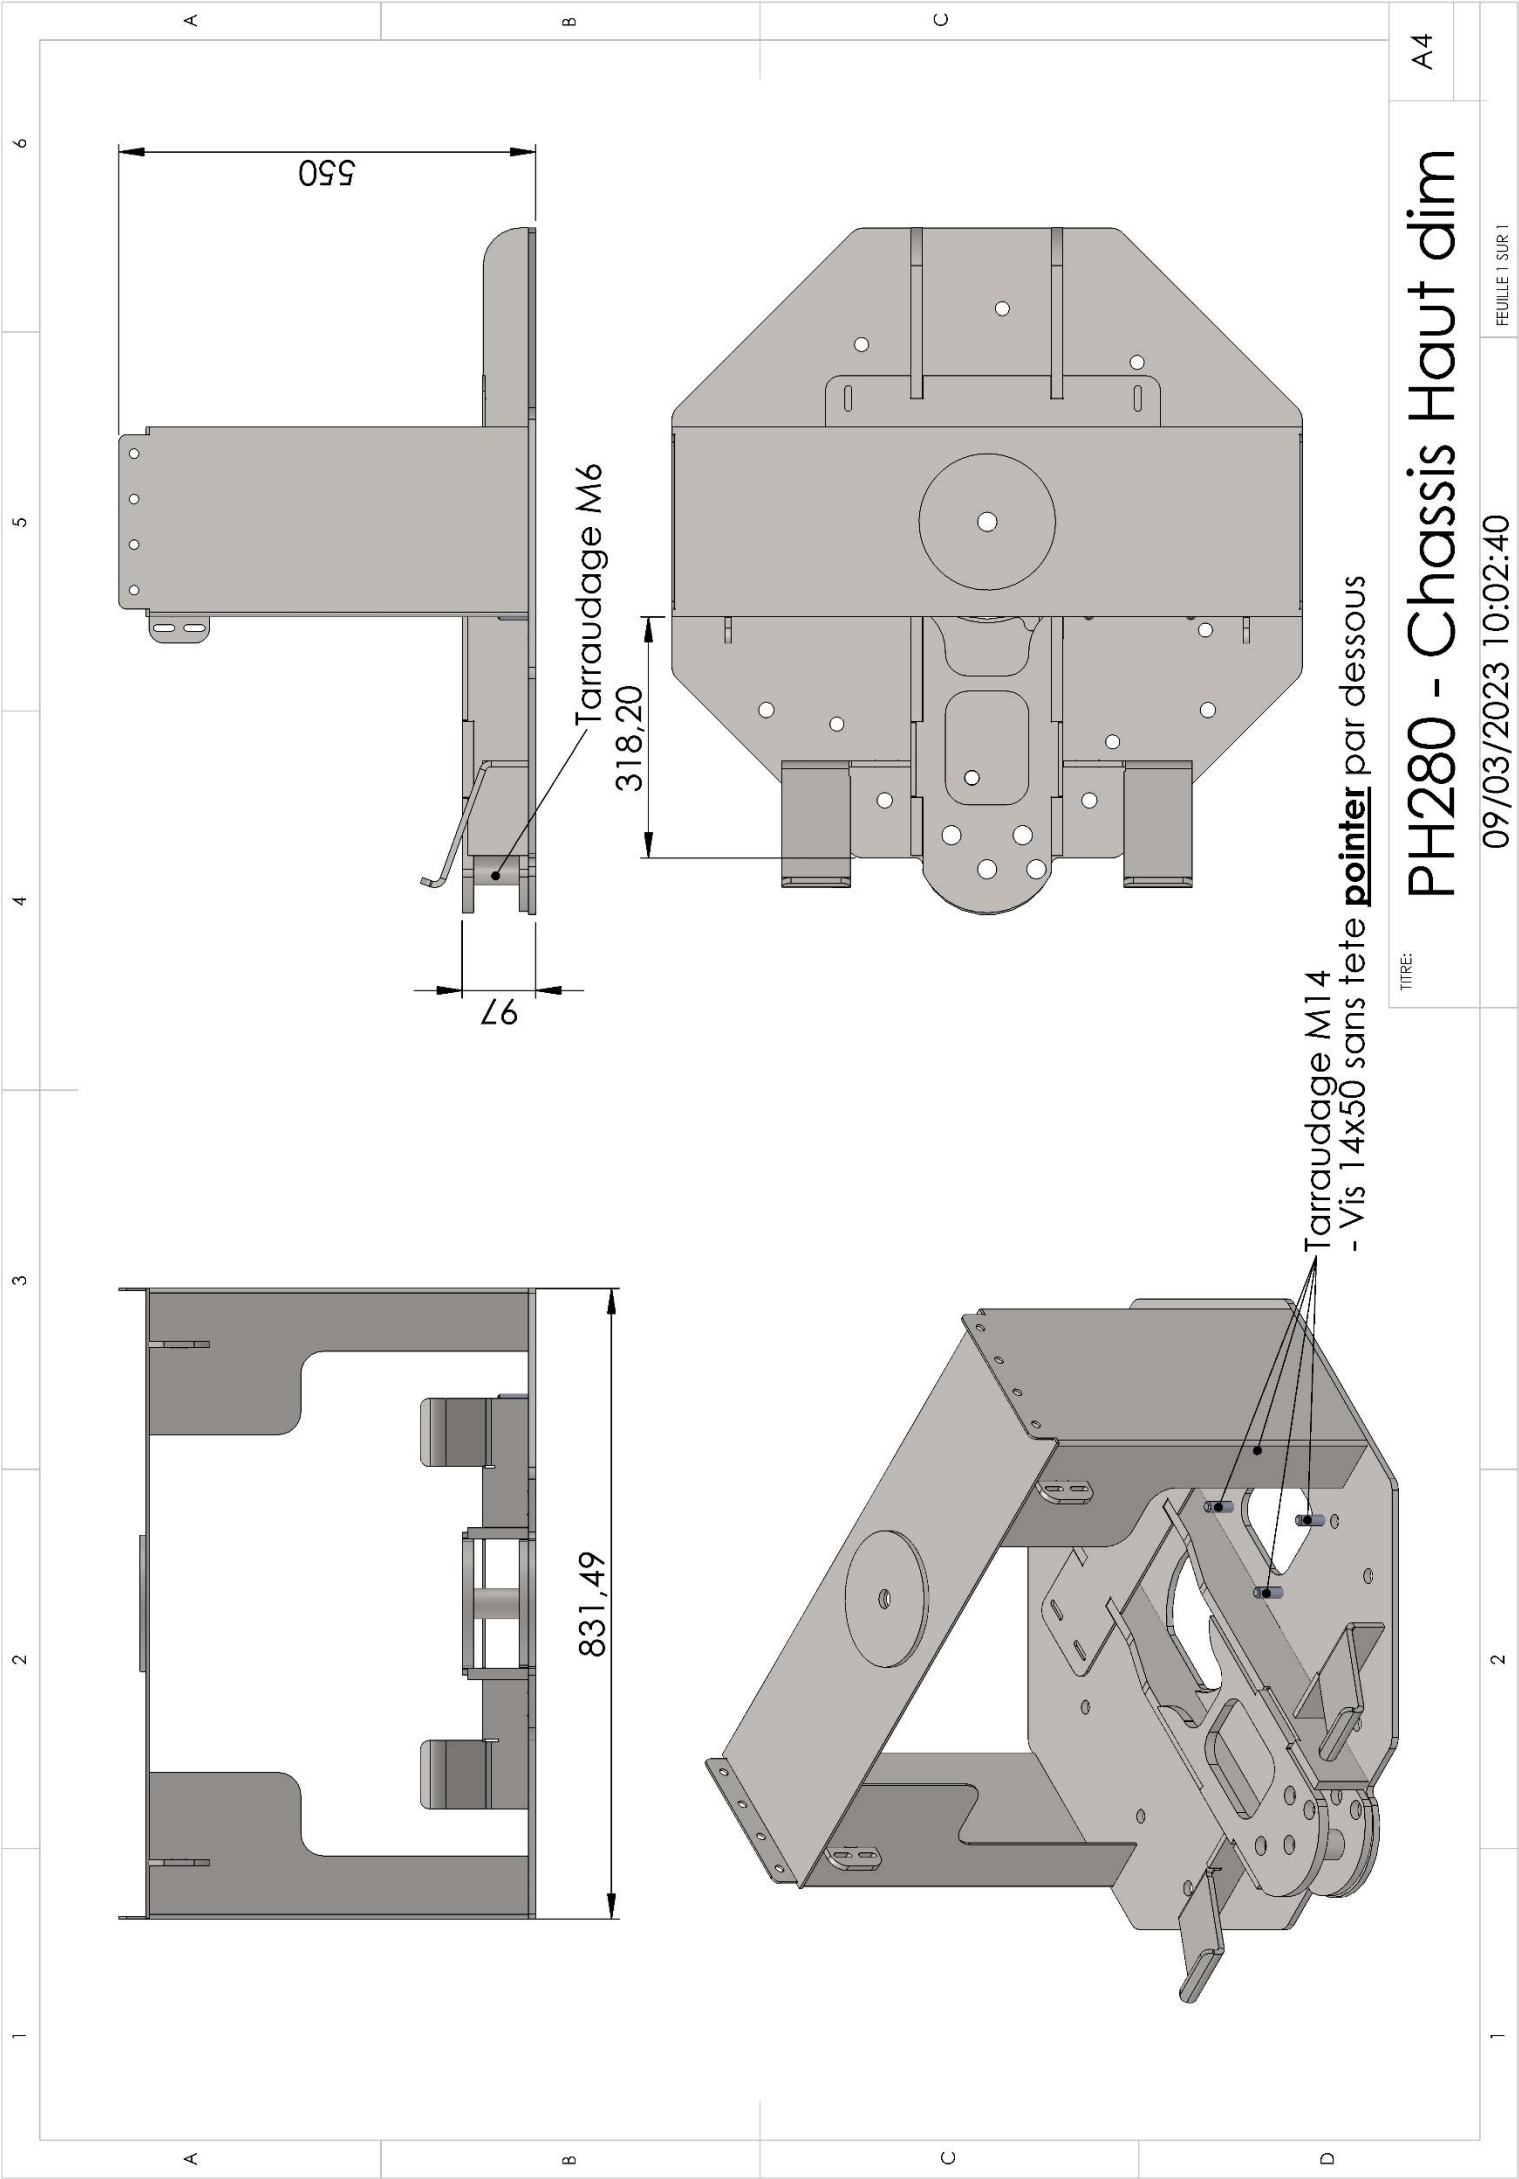 1
2
3
4
5
6
A
A
B
B
C
C
D
1
2
550
97
Tarraudage M6
831,49
318,20
Tarraudage M14
- Vis 14x50 sans tete pointer par dessous
TITRE:
PH280 - Chassis Haut dim
A4
09/03/2023 10:02:40
FEUILLE 1 SUR 1